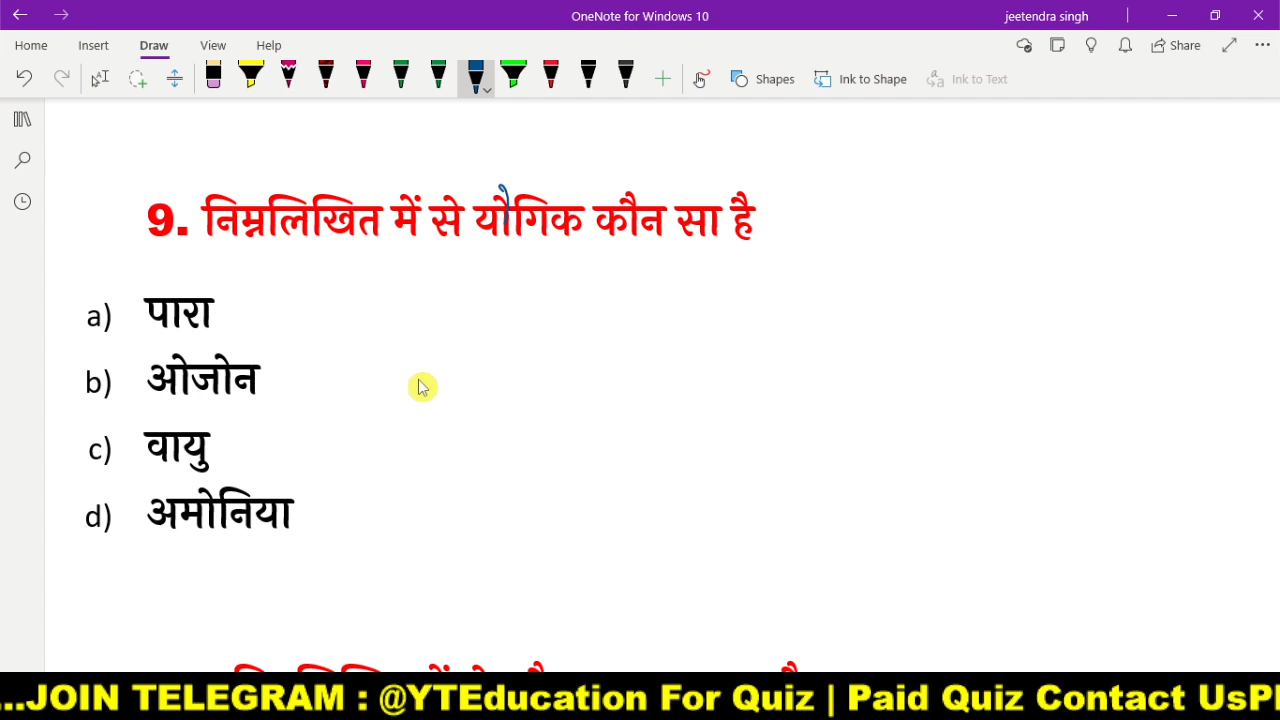 OneNote for Windows 10
jeetendra singh
Home Insert Draw View Help
Share
Shapes Ink to Shape Ink to Text
9. निम्नलिखित में से यौगिक कौन सा है
a) पारा
b) ओजोन
c) वायु
d) अमोनिया
...JOIN TELEGRAM : @YTEducation For Quiz | Paid Quiz Contact UsPl